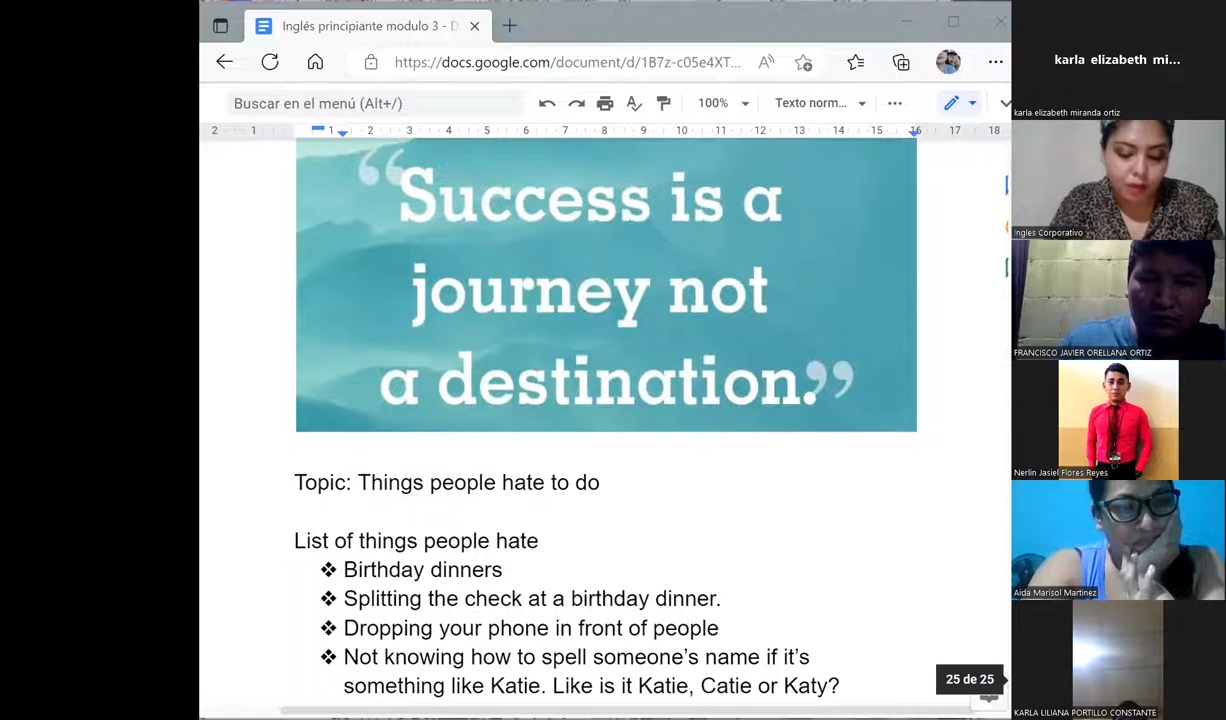 Inglés principiante modulo 3 - D
https://docs.google.com/document/d/1B7z-c05e4XT...
Buscar en el menú (Alt+/)
100%
Texto norm...
2 1 1 2 3 4 5 6 7 8 9 10 11 12 13 14 15 16 17 18
“Success is a
journey not
a destination.”
Topic: Things people hate to do
List of things people hate
❖ Birthday dinners
❖ Splitting the check at a birthday dinner.
❖ Dropping your phone in front of people
❖ Not knowing how to spell someone’s name if it’s
something like Katie. Like is it Katie, Catie or Katy?
25 de 25
karla elizabeth mi...
karla elizabeth miranda ortiz
Ingles Corporativo
FRANCISCO JAVIER ORELLANA ORTIZ
Nerlin Jasiel Flores Reyes
Aida Marisol Martinez
KARLA LILIANA PORTILLO CONSTANTE